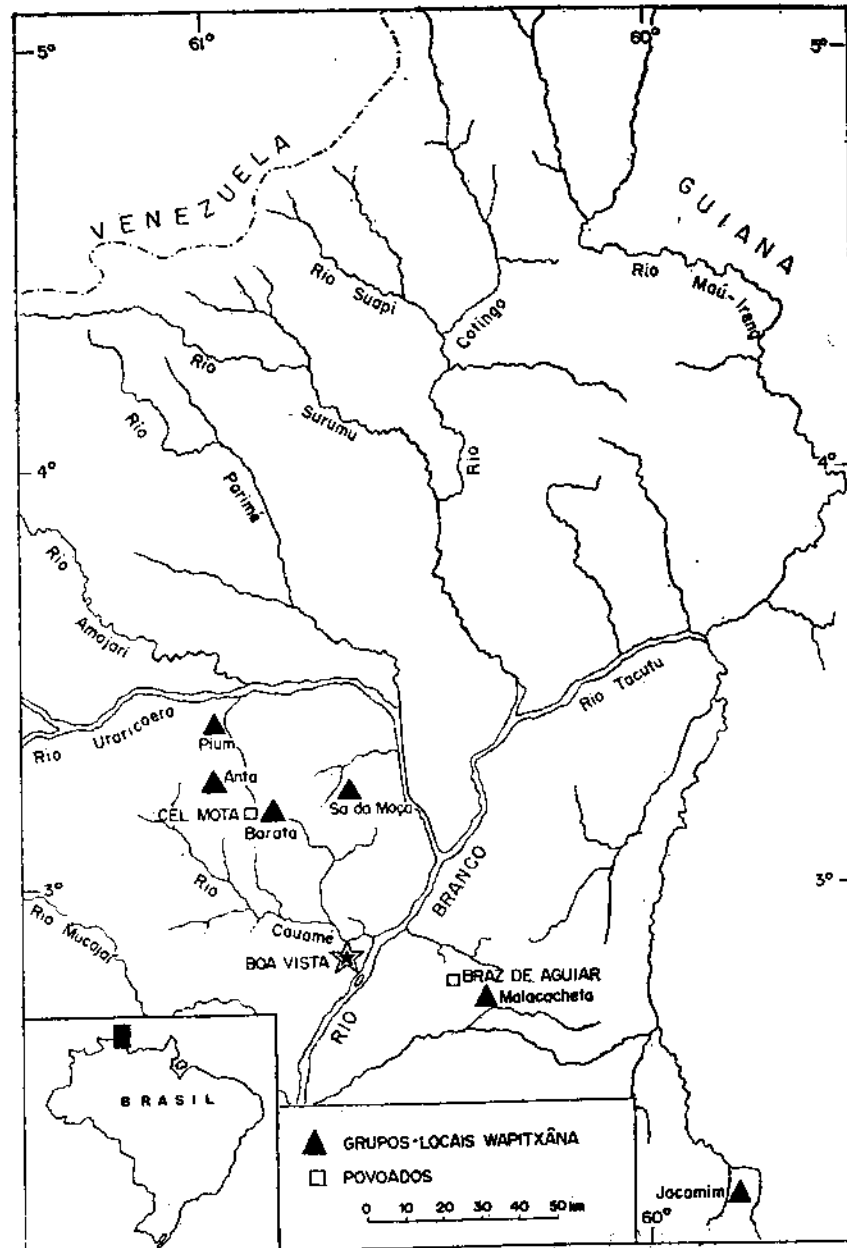 61°
60°
5°
5°
VENEZUELA
GUIANA
Rio Suapi
Cotingo
Rio
Rio Maú-Ireng
Rio
Surumu
Rio
Parimé
4°
4°
Rio
Amajari
Rio Uraricoera
Rio Tacutu
Pium
Anta
CEL MOTA
Barata
Sa da Moça
BRANCO
3°
3°
Rio
Cauamé
Rio Mucajaí
BOA VISTA
BRAZ DE AGUIAR
Malacacheta
RIO
BRASIL
GRUPOS-LOCAIS WAPITXÂNA
POVOADOS
0 10 20 30 40 50 km
Jacamim
60°